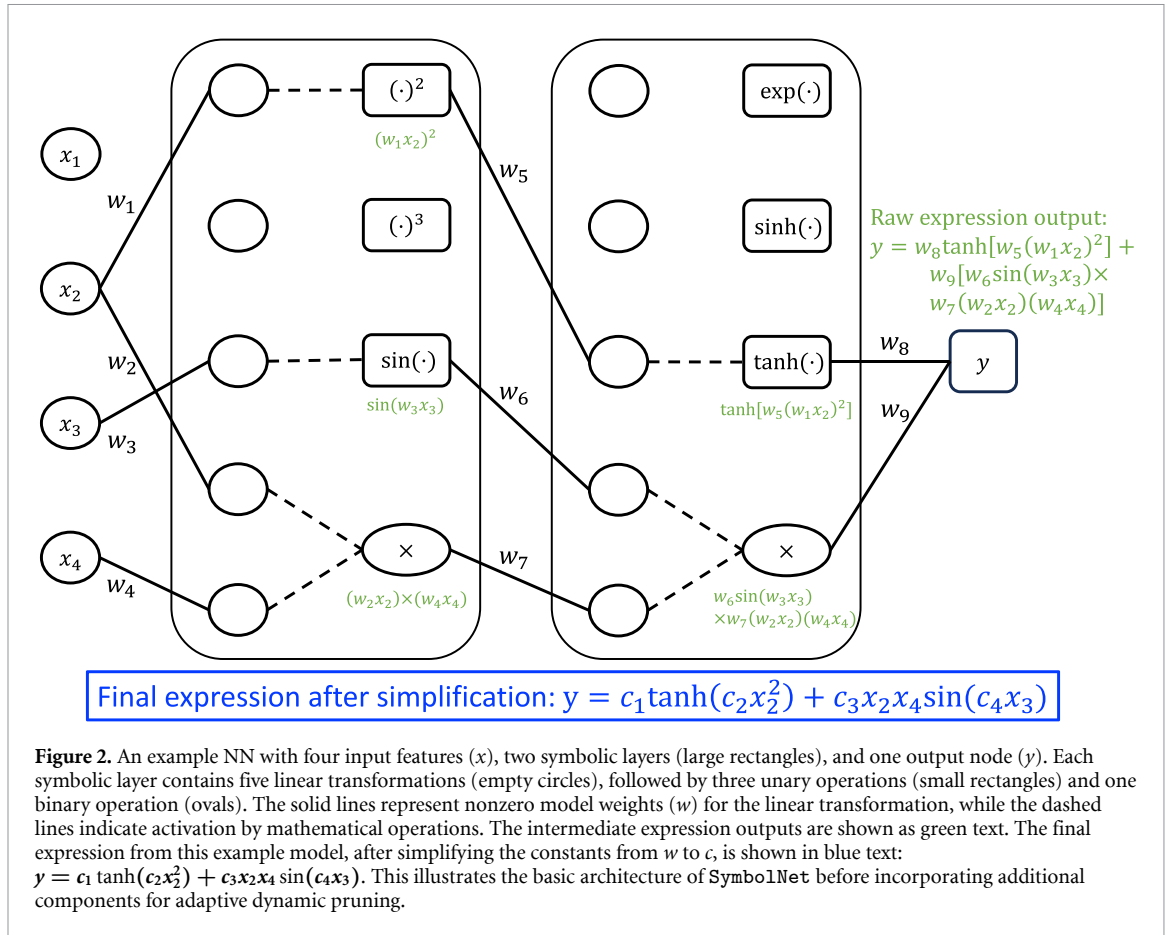 x₁
x₂
x₃
x₄
w₁
w₂
w₃
w₄
(·)²
(w₁x₂)²
(·)³
sin(·)
sin(w₃x₃)
×
(w₂x₂)×(w₄x₄)
w₅
w₆
w₇
exp(·)
sinh(·)
tanh(·)
tanh[w₅(w₁x₂)²]
×
w₆sin(w₃x₃)
×w₇(w₂x₂)(w₄x₄)
w₈
w₉
Raw expression output:
y = w₈tanh[w₅(w₁x₂)²] +
w₉[w₆sin(w₃x₃)×
w₇(w₂x₂)(w₄x₄)]
y
Final expression after simplification: y = c₁tanh(c₂x₂²) + c₃x₂x₄sin(c₄x₃)
Figure 2. An example NN with four input features (x), two symbolic layers (large rectangles), and one output node (y). Each
symbolic layer contains five linear transformations (empty circles), followed by three unary operations (small rectangles) and one
binary operation (ovals). The solid lines represent nonzero model weights (w) for the linear transformation, while the dashed
lines indicate activation by mathematical operations. The intermediate expression outputs are shown as green text. The final
expression from this example model, after simplifying the constants from w to c, is shown in blue text:
y = c₁ tanh(c₂x₂²) + c₃x₂x₄ sin(c₄x₃). This illustrates the basic architecture of SymbolNet before incorporating additional
components for adaptive dynamic pruning.